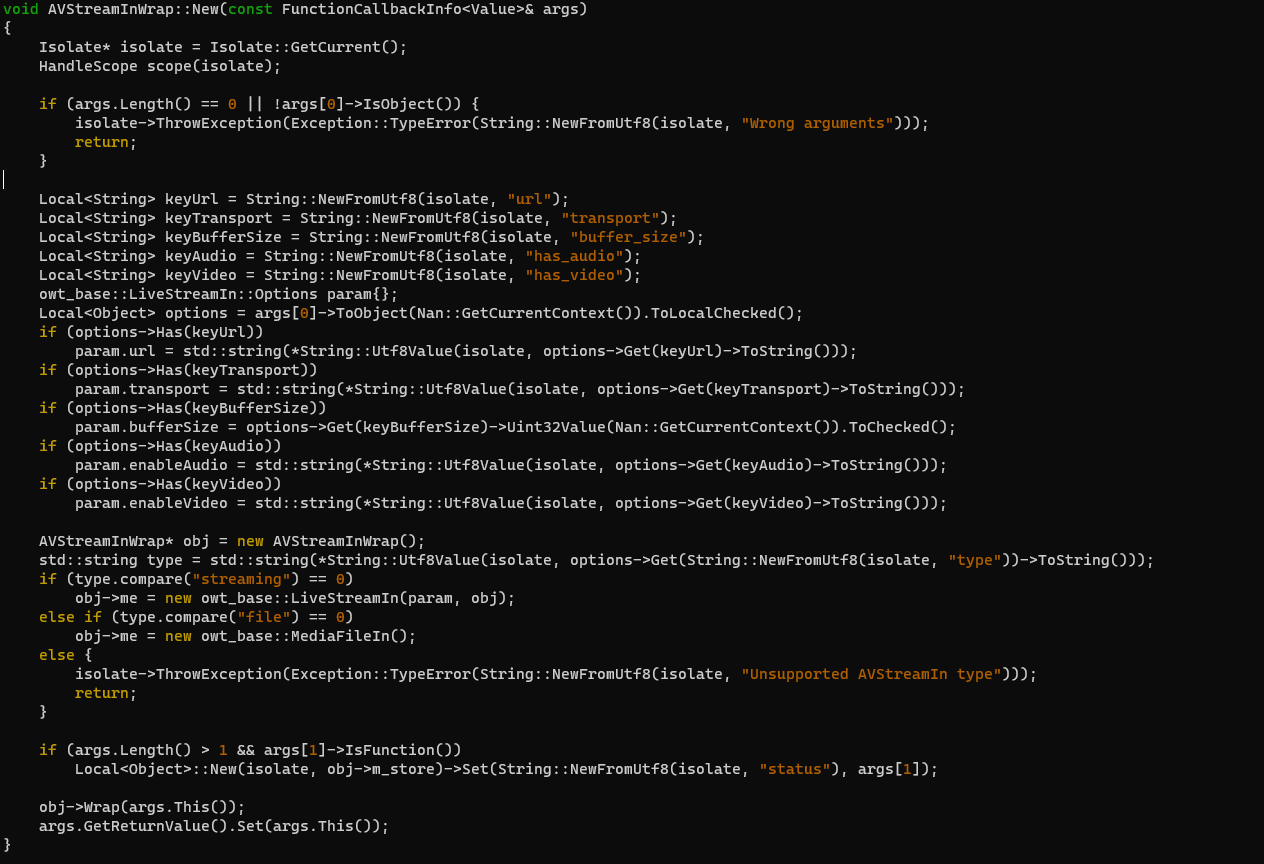 void AVStreamInWrap::New(const FunctionCallbackInfo<Value>& args)
{
    Isolate* isolate = Isolate::GetCurrent();
    HandleScope scope(isolate);

    if (args.Length() == 0 || !args[0]->IsObject()) {
        isolate->ThrowException(Exception::TypeError(String::NewFromUtf8(isolate, "Wrong arguments")));
        return;
    }

    Local<String> keyUrl = String::NewFromUtf8(isolate, "url");
    Local<String> keyTransport = String::NewFromUtf8(isolate, "transport");
    Local<String> keyBufferSize = String::NewFromUtf8(isolate, "buffer_size");
    Local<String> keyAudio = String::NewFromUtf8(isolate, "has_audio");
    Local<String> keyVideo = String::NewFromUtf8(isolate, "has_video");
    owt_base::LiveStreamIn::Options param{};
    Local<Object> options = args[0]->ToObject(Nan::GetCurrentContext()).ToLocalChecked();
    if (options->Has(keyUrl))
        param.url = std::string(*String::Utf8Value(isolate, options->Get(keyUrl)->ToString()));
    if (options->Has(keyTransport))
        param.transport = std::string(*String::Utf8Value(isolate, options->Get(keyTransport)->ToString()));
    if (options->Has(keyBufferSize))
        param.bufferSize = options->Get(keyBufferSize)->Uint32Value(Nan::GetCurrentContext()).ToChecked();
    if (options->Has(keyAudio))
        param.enableAudio = std::string(*String::Utf8Value(isolate, options->Get(keyAudio)->ToString()));
    if (options->Has(keyVideo))
        param.enableVideo = std::string(*String::Utf8Value(isolate, options->Get(keyVideo)->ToString()));

    AVStreamInWrap* obj = new AVStreamInWrap();
    std::string type = std::string(*String::Utf8Value(isolate, options->Get(String::NewFromUtf8(isolate, "type"))->ToString()));
    if (type.compare("streaming") == 0)
        obj->me = new owt_base::LiveStreamIn(param, obj);
    else if (type.compare("file") == 0)
        obj->me = new owt_base::MediaFileIn();
    else {
        isolate->ThrowException(Exception::TypeError(String::NewFromUtf8(isolate, "Unsupported AVStreamIn type")));
        return;
    }

    if (args.Length() > 1 && args[1]->IsFunction())
        Local<Object>::New(isolate, obj->m_store)->Set(String::NewFromUtf8(isolate, "status"), args[1]);

    obj->Wrap(args.This());
    args.GetReturnValue().Set(args.This());
}